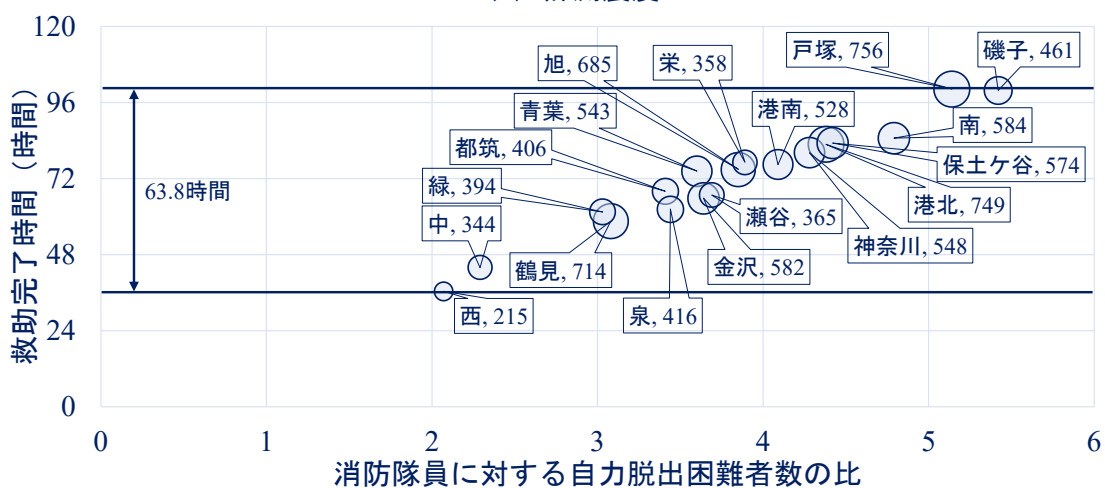 120
96
72
48
24
0
救助完了時間（時間）
63.8時間
旭, 685
栄, 358
戸塚, 756
磯子, 461
青葉, 543
港南, 528
都筑, 406
南, 584
緑, 394
保土ケ谷, 574
中, 344
瀬谷, 365
港北, 749
鶴見, 714
金沢, 582
神奈川, 548
西, 215
泉, 416
0 1 2 3 4 5 6
消防隊員に対する自力脱出困難者数の比